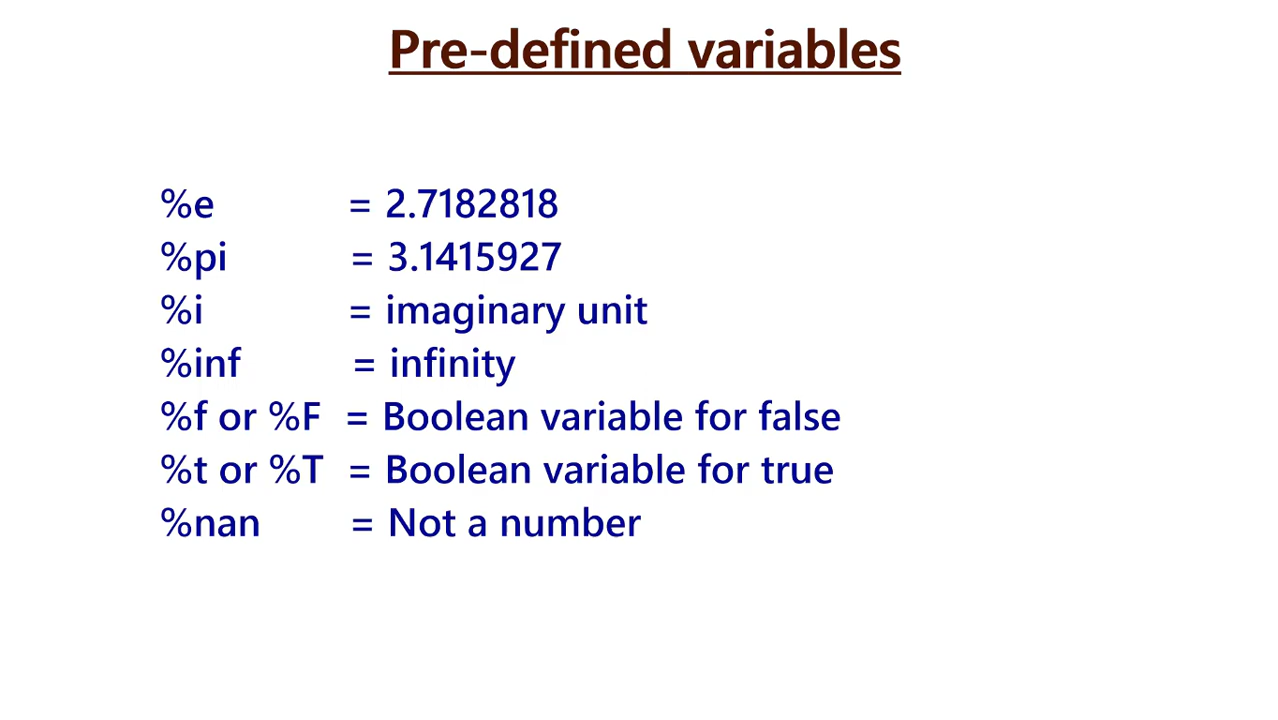 Pre-defined variables
%e = 2.7182818
%pi = 3.1415927
%i = imaginary unit
%inf = infinity
%f or %F = Boolean variable for false
%t or %T = Boolean variable for true
%nan = Not a number